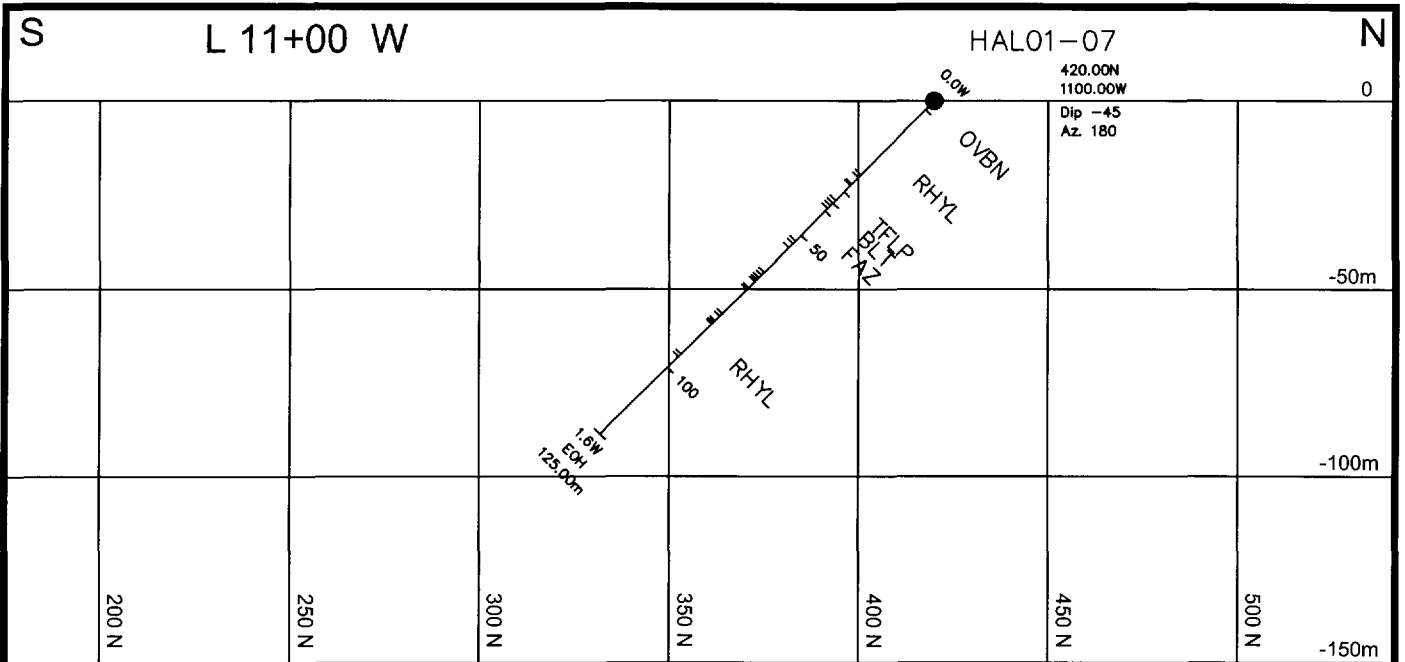 S
L 11+00 W
HAL01-07
N
420.00N
1100.00W
Dip -45
Az. 180
0.0W
0
OVBN
RHYL
TFLP
BLT
FAZ
50
-50m
RHYL
100
1.6W
EOH
125.00m
-100m
200 N
250 N
300 N
350 N
400 N
450 N
500 N
-150m